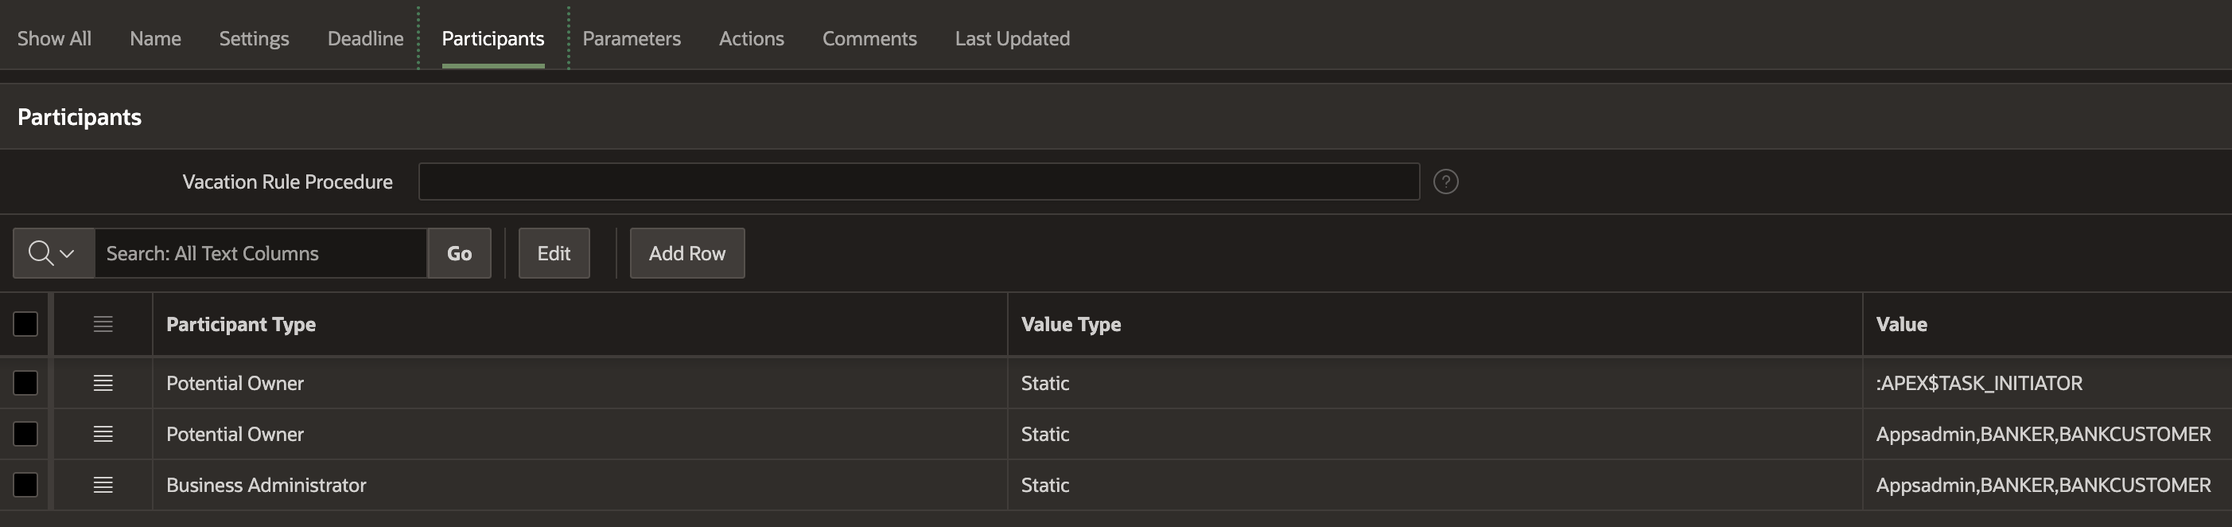 Show All Name Settings Deadline Participants Parameters Actions Comments Last Updated
Participants
Vacation Rule Procedure ?
Search: All Text Columns Go Edit Add Row
Participant Type Value Type Value
Potential Owner Static :APEX$TASK_INITIATOR
Potential Owner Static Appsadmin,BANKER,BANKCUSTOMER
Business Administrator Static Appsadmin,BANKER,BANKCUSTOMER